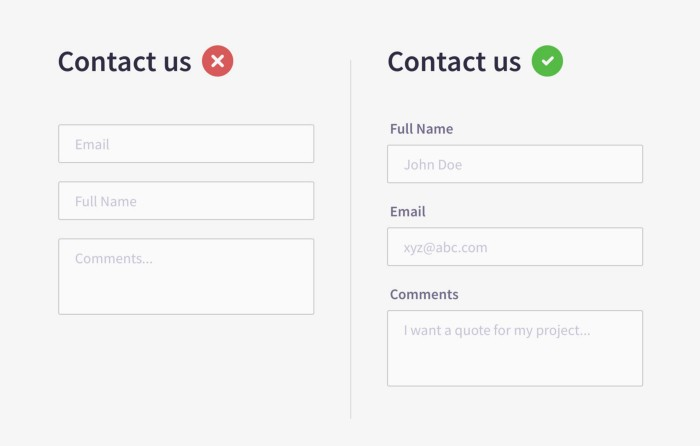 Contact us
Email
Full Name
Comments...
Contact us
Full Name
John Doe
Email
xyz@abc.com
Comments
I want a quote for my project...